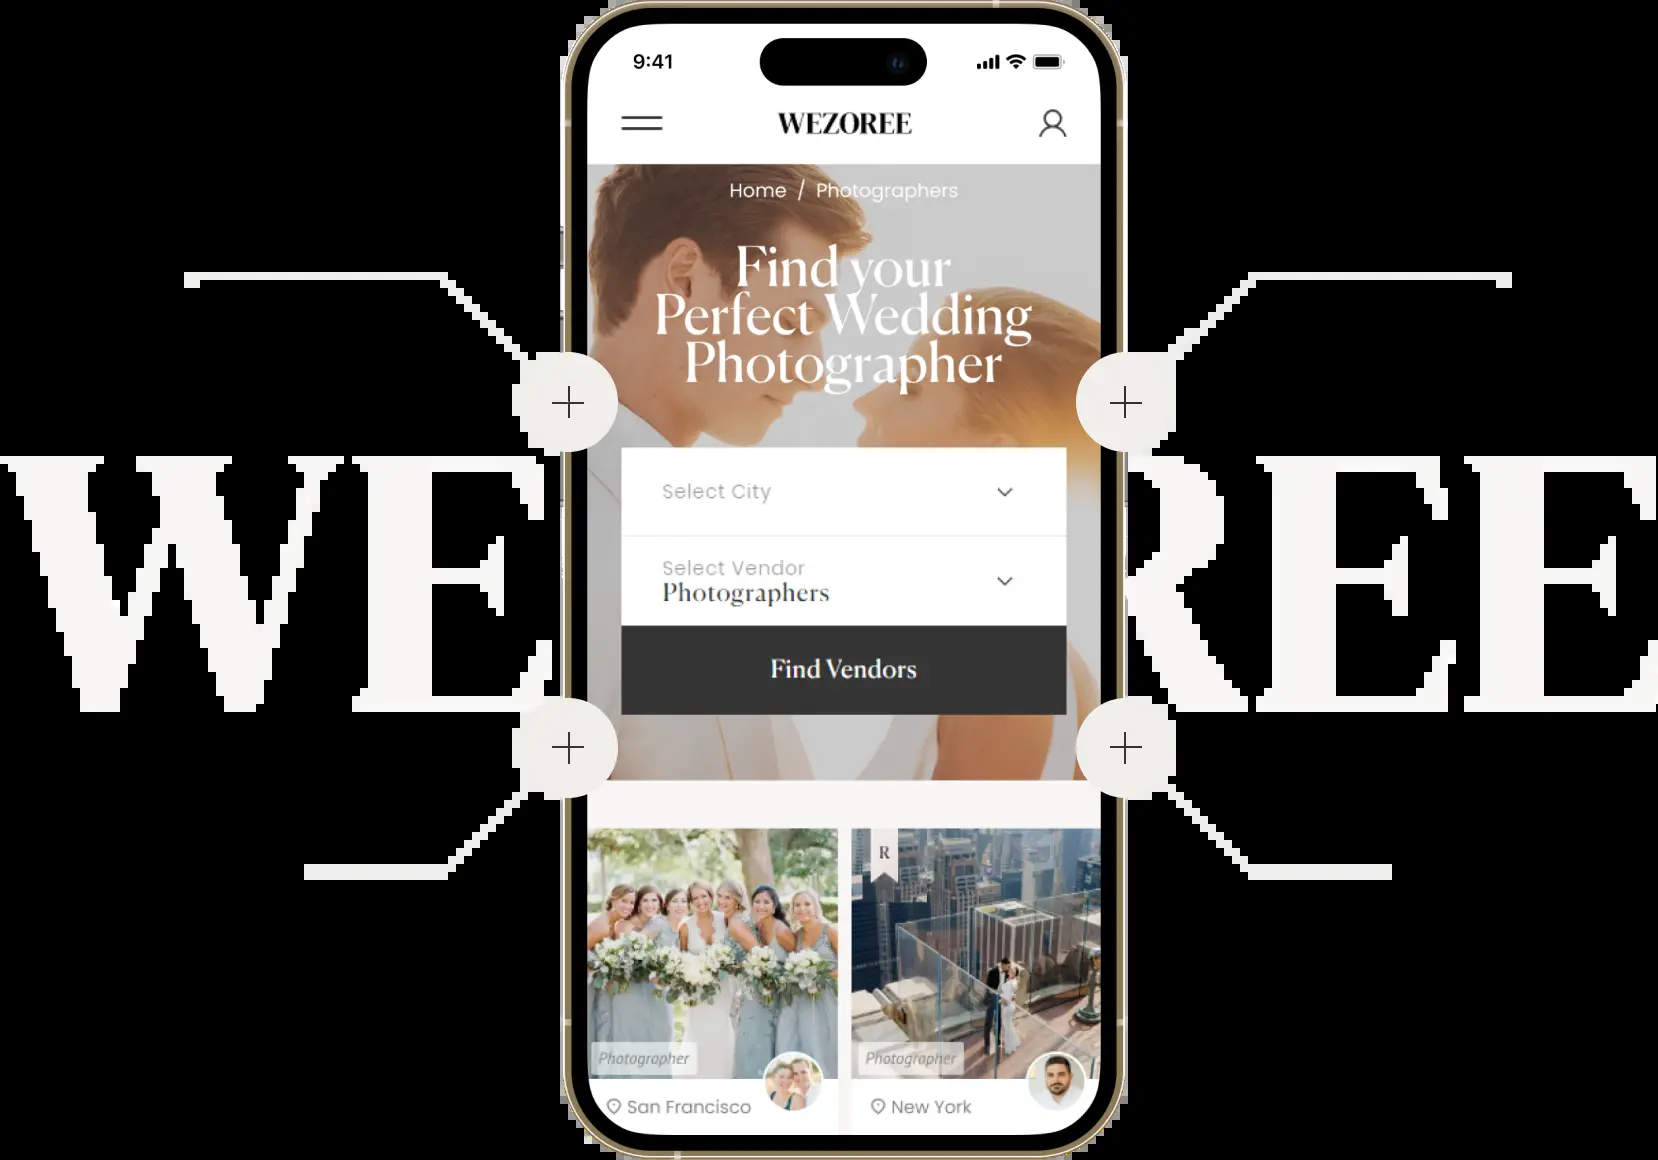 9:41
WEZOREE
Home / Photographers
Find your
Perfect Wedding
Photographer
WE REE
Select City
Select Vendor
Photographers
Find Vendors
R
Photographer
Photographer
San Francisco
New York